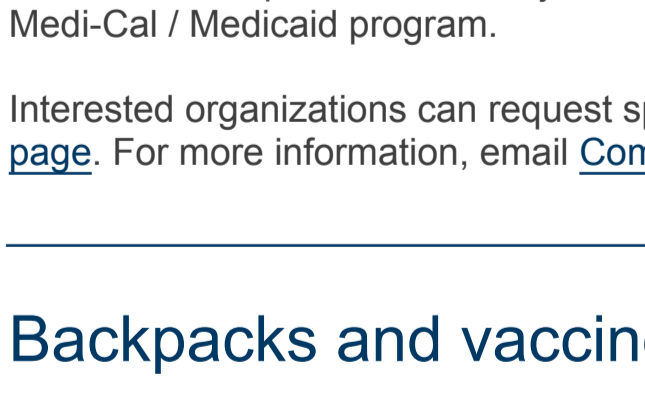 Medi-Cal / Medicaid program.
Interested organizations can request
page. For more information, email
Backpacks and